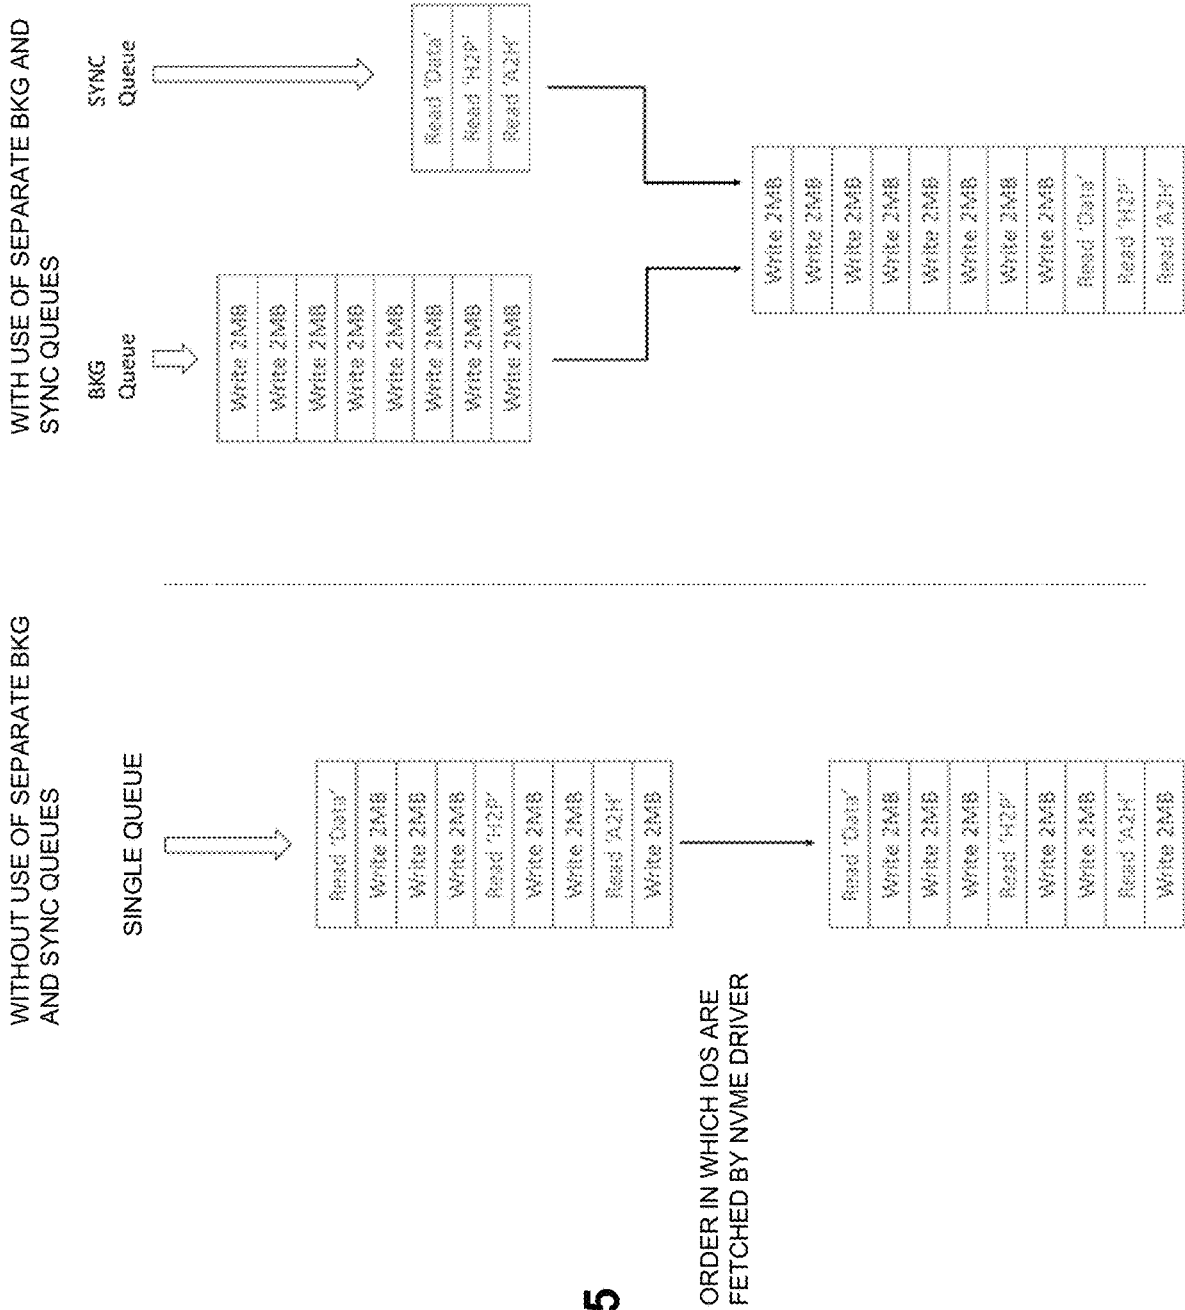 WITHOUT USE OF SEPARATE BKG
AND SYNC QUEUES
SINGLE QUEUE
Read 'Data'
Write 2MB
Write 2MB
Write 2MB
Read 'H2P'
Write 2MB
Write 2MB
Read 'A2H'
Write 2MB
ORDER IN WHICH IOS ARE
FETCHED BY NVME DRIVER
Read 'Data'
Write 2MB
Write 2MB
Write 2MB
Read 'H2P'
Write 2MB
Write 2MB
Read 'A2H'
Write 2MB
WITH USE OF SEPARATE BKG AND
SYNC QUEUES
BKG
Queue
Write 2MB
Write 2MB
Write 2MB
Write 2MB
Write 2MB
Write 2MB
Write 2MB
Write 2MB
SYNC
Queue
Read 'Data'
Read 'H2P'
Read 'A2H'
Write 2MB
Write 2MB
Write 2MB
Write 2MB
Write 2MB
Write 2MB
Write 2MB
Write 2MB
Read 'Data'
Read 'H2P'
Read 'A2H'
5